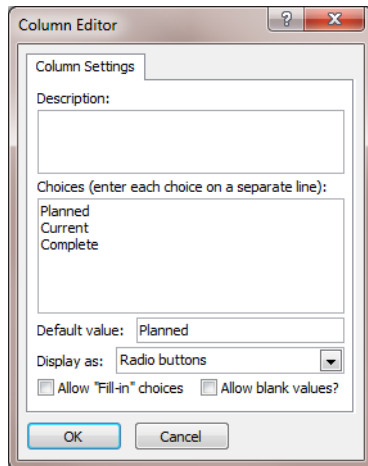 Column Editor
Column Settings
Description:
Choices (enter each choice on a separate line):
Planned
Current
Complete
Default value: Planned
Display as: Radio buttons
Allow "Fill-in" choices Allow blank values?
OK Cancel